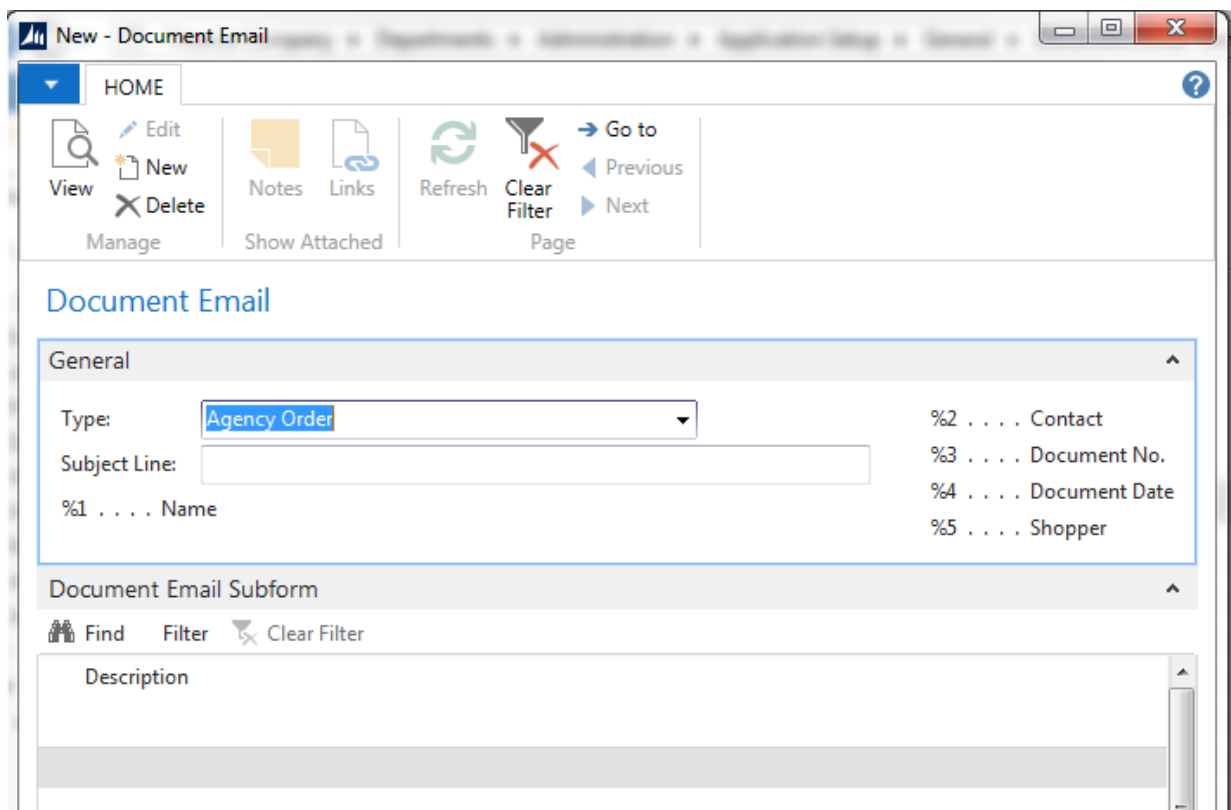 New - Document Email
HOME
View
Edit
New
Delete
Manage
Notes
Links
Show Attached
Refresh
Clear
Filter
Go to
Previous
Next
Page
Document Email
General
Type:
Agency Order
Subject Line:
%1 . . . . Name
%2 . . . . Contact
%3 . . . . Document No.
%4 . . . . Document Date
%5 . . . . Shopper
Document Email Subform
Find Filter Clear Filter
Description